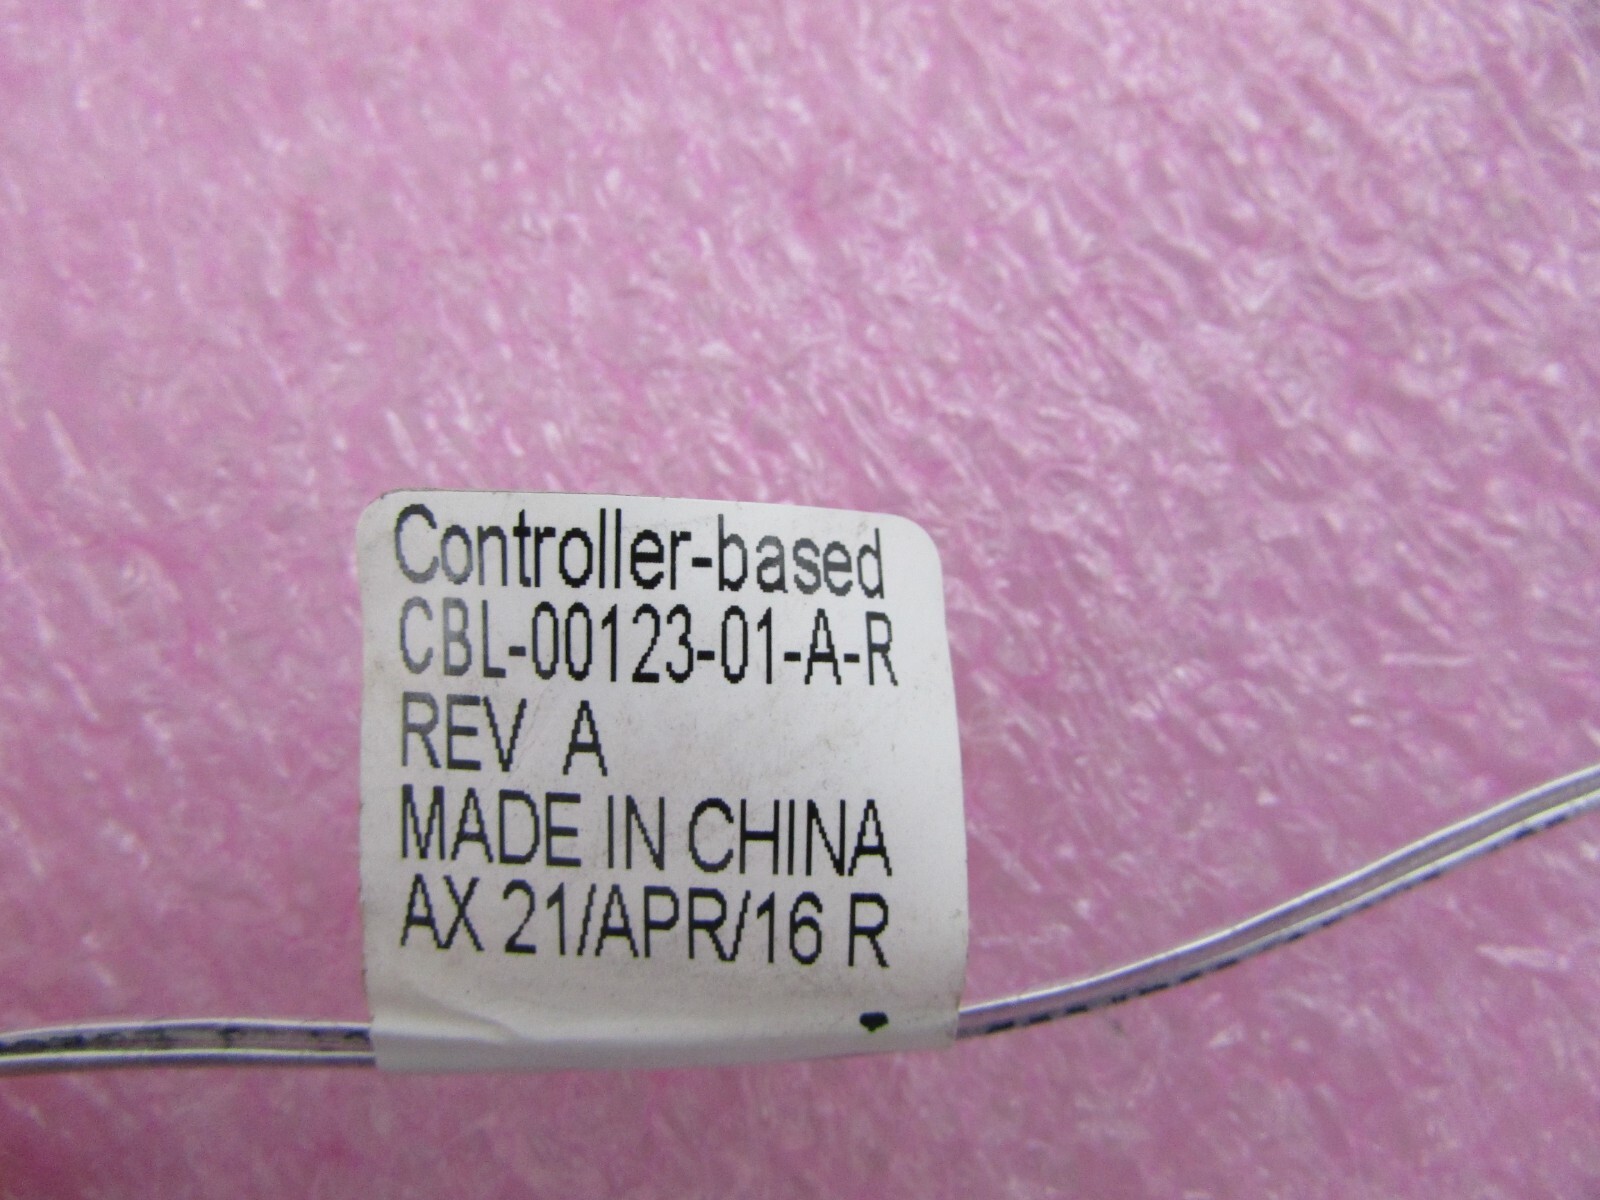 Controller-based
CBL-00123-01-A-R
REV A
MADE IN CHINA
AX 21/APR/16 R